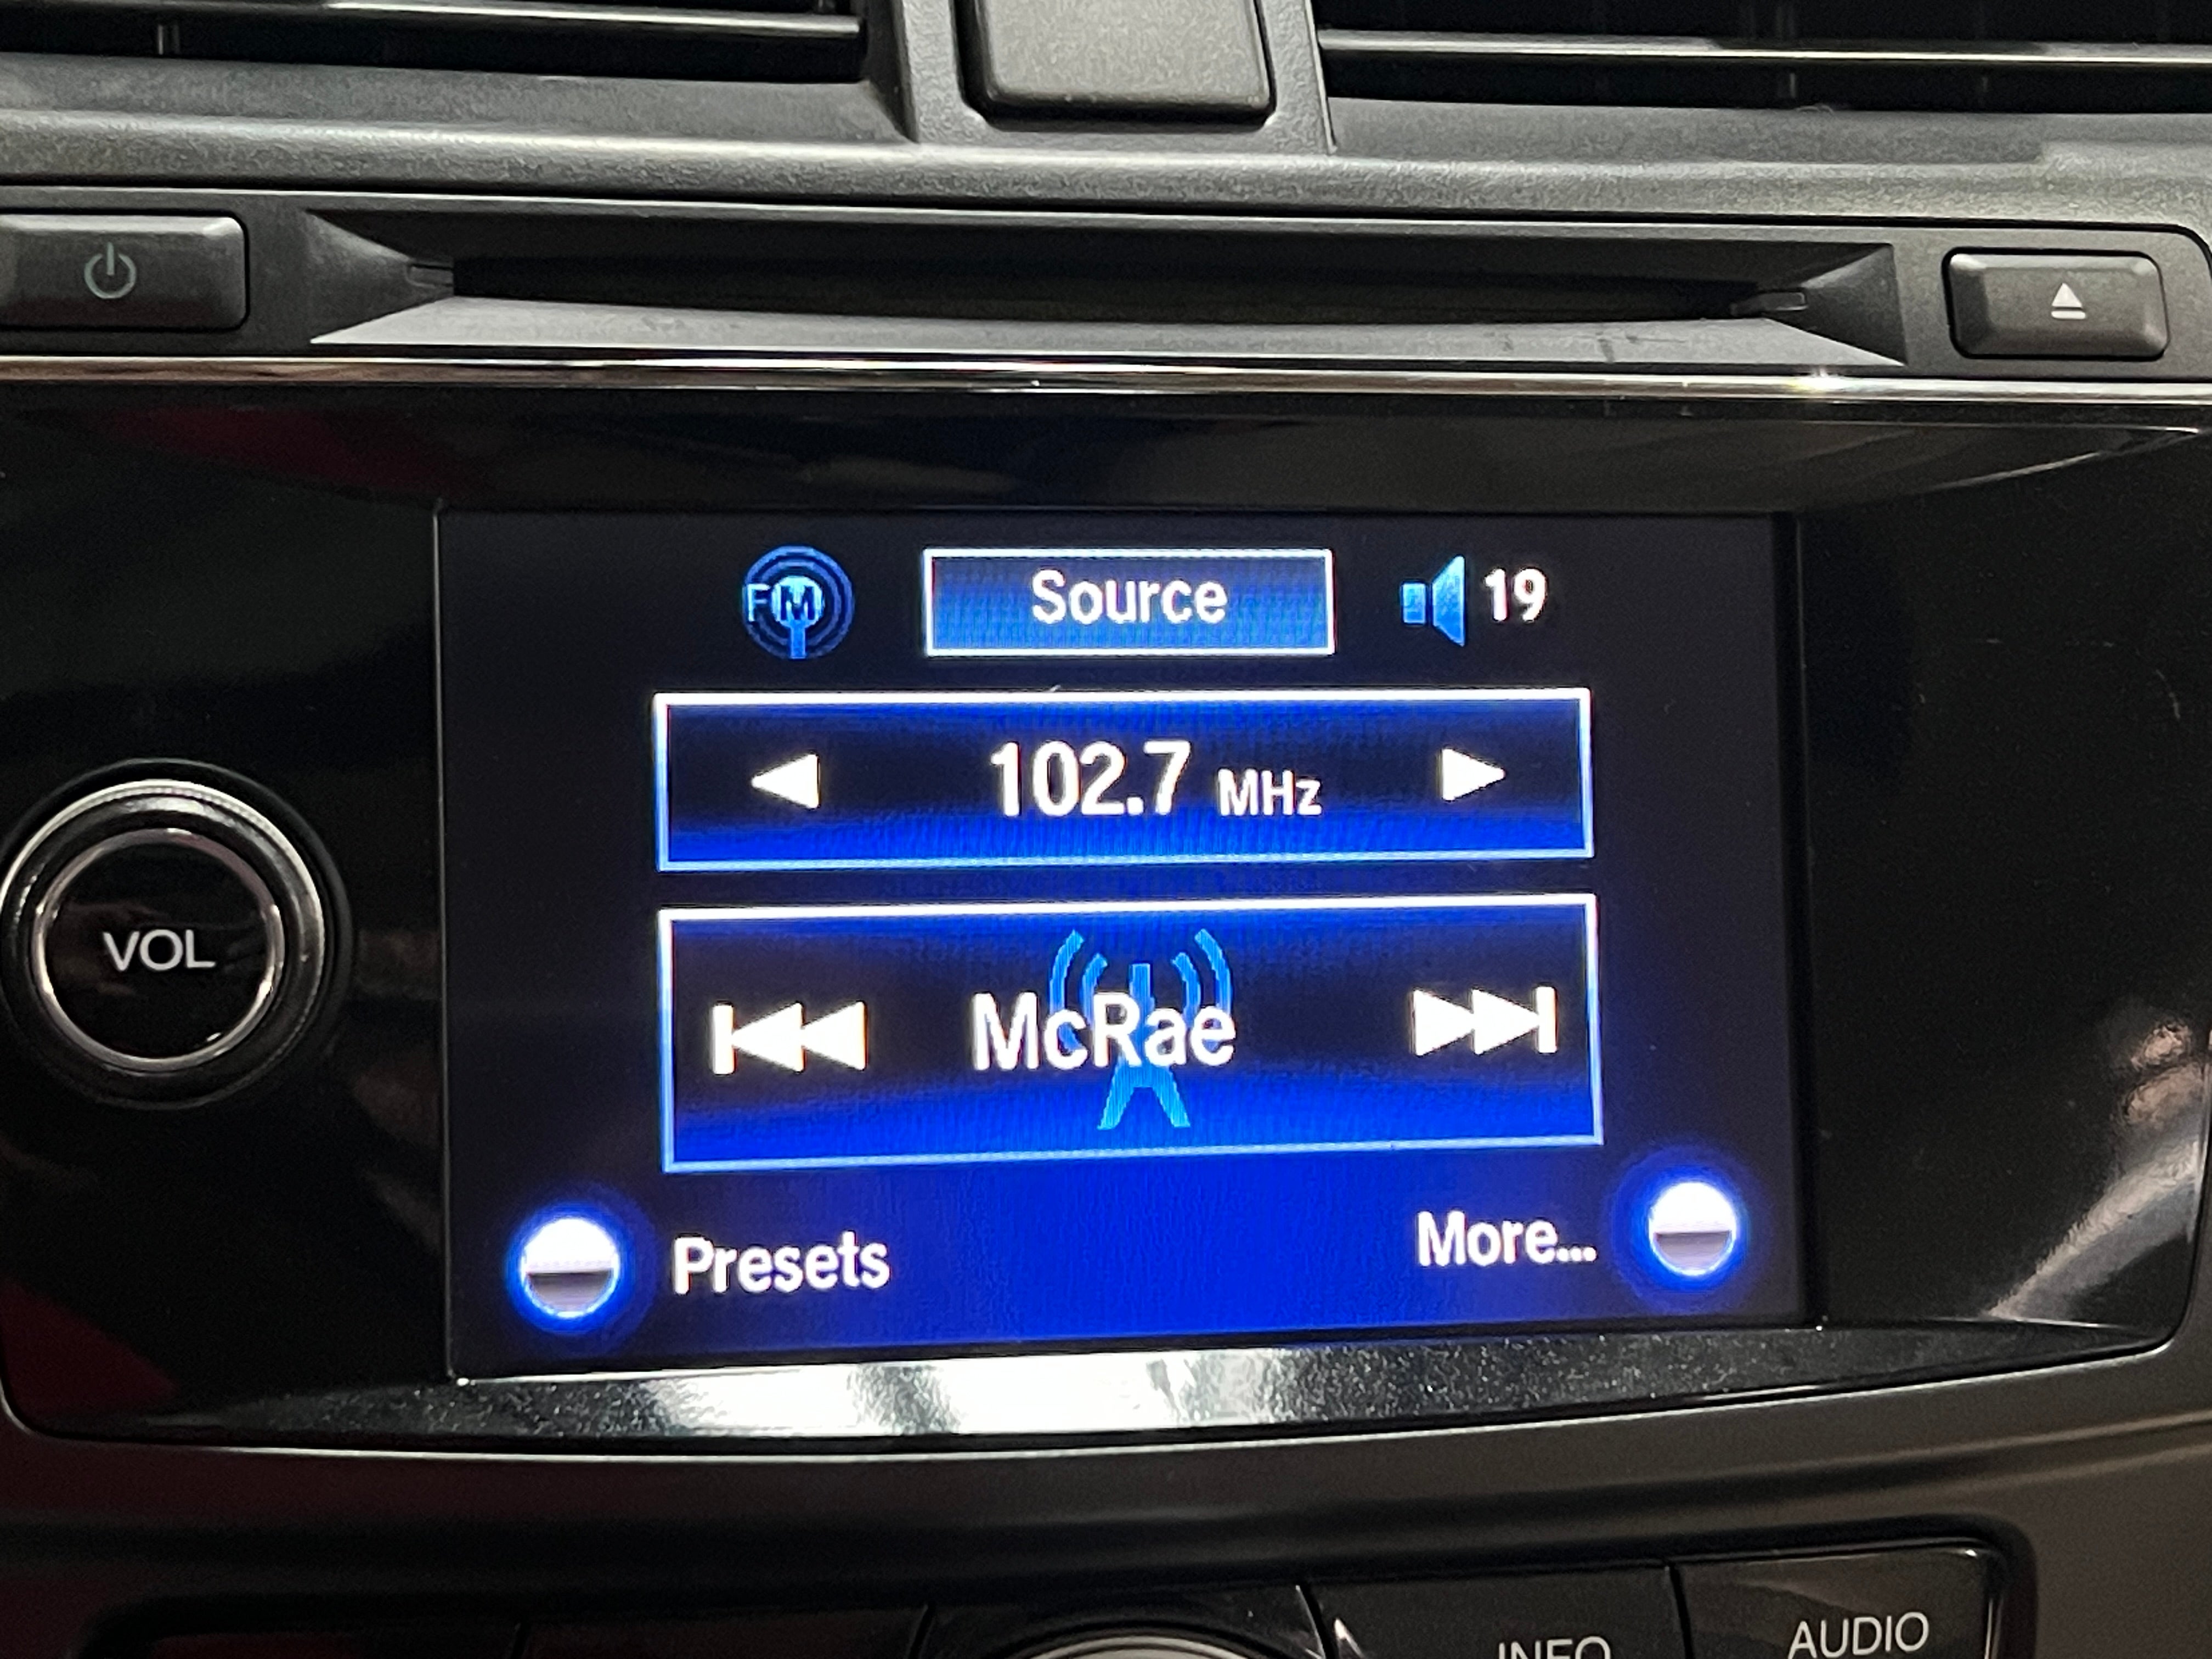 FM Source 19
102.7 MHz
VOL
McRae
Presets More...
INFO AUDIO